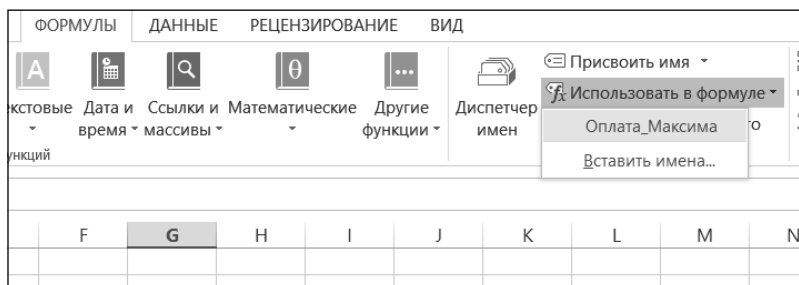 ФОРМУЛЫ ДАННЫЕ РЕЦЕНЗИРОВАНИЕ ВИД
Присвоить имя
Использовать в формуле
екстовые Дата и Ссылки и Математические Другие Диспетчер
время массивы функции имен
Оплата_Максима
го
Вставить имена...
ункций
F G H I J K L M N